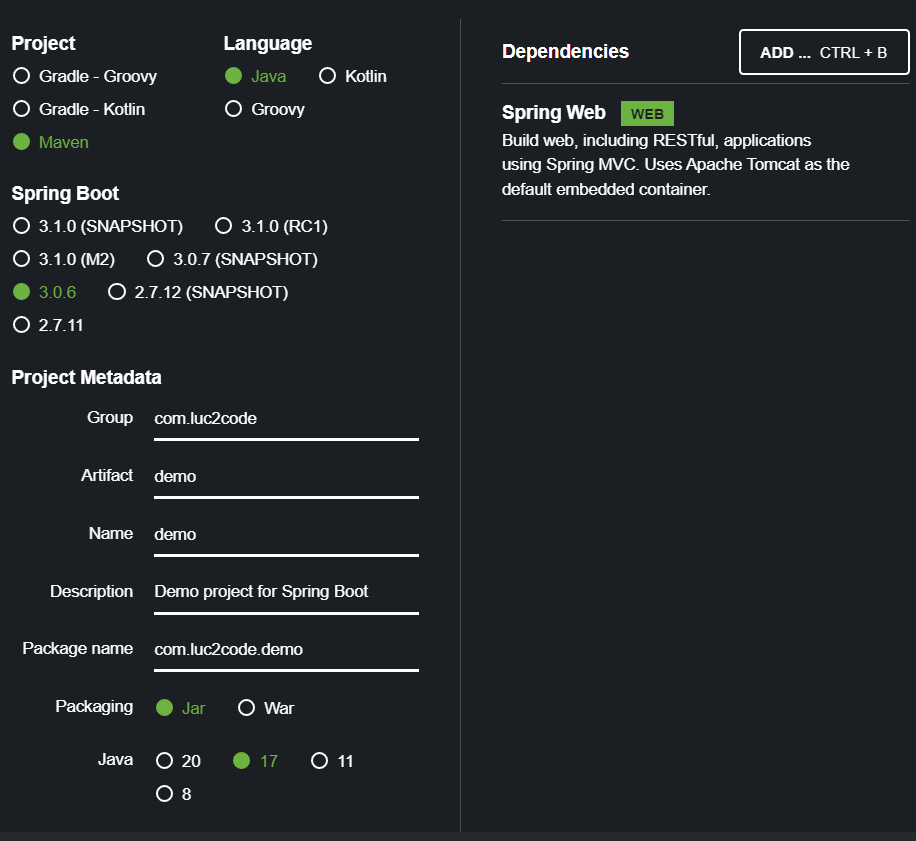 Project
Gradle - Groovy
Gradle - Kotlin
Maven
Language
Java Kotlin
Groovy
Spring Boot
3.1.0 (SNAPSHOT) 3.1.0 (RC1)
3.1.0 (M2) 3.0.7 (SNAPSHOT)
3.0.6 2.7.12 (SNAPSHOT)
2.7.11
Project Metadata
Group com.luc2code
Artifact demo
Name demo
Description Demo project for Spring Boot
Package name com.luc2code.demo
Packaging Jar War
Java 20 17 11
8
Dependencies
ADD ... CTRL + B
Spring Web WEB
Build web, including RESTful, applications
using Spring MVC. Uses Apache Tomcat as the
default embedded container.